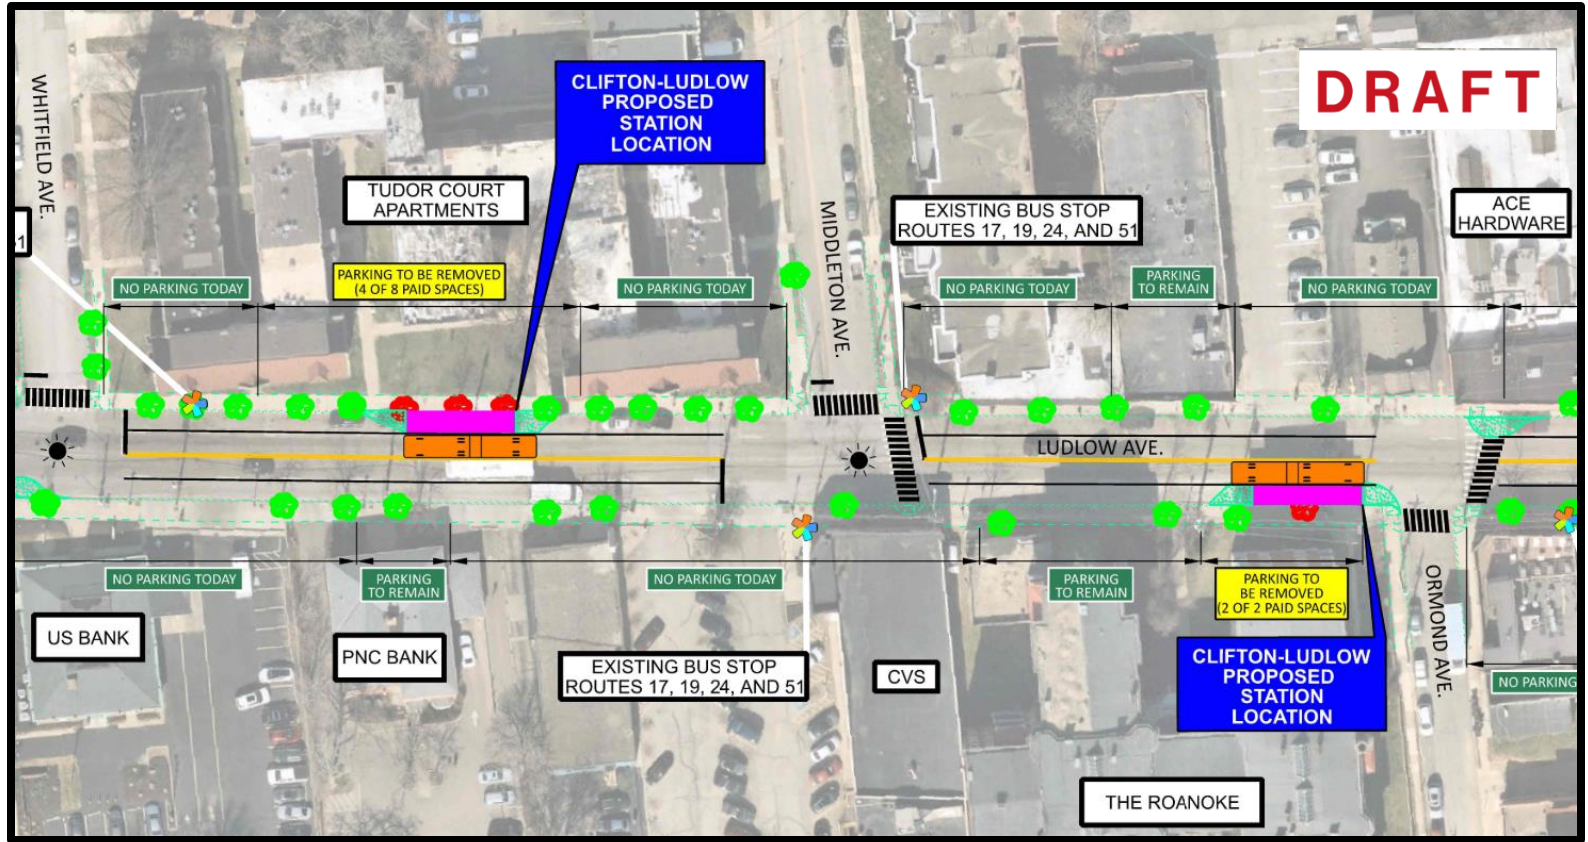 DRAFT
WHITFIELD AVE.
CLIFTON-LUDLOW
PROPOSED
STATION
LOCATION
TUDOR COURT
APARTMENTS
MIDDLETON AVE.
EXISTING BUS STOP
ROUTES 17, 19, 24, AND 51
ACE
HARDWARE
51
NO PARKING TODAY
PARKING TO BE REMOVED
(4 OF 8 PAID SPACES)
NO PARKING TODAY
NO PARKING TODAY
PARKING
TO REMAIN
NO PARKING TODAY
LUDLOW AVE.
NO PARKING TODAY
PARKING
TO REMAIN
NO PARKING TODAY
PARKING
TO REMAIN
PARKING TO
BE REMOVED
(2 OF 2 PAID SPACES)
ORMOND AVE.
US BANK
PNC BANK
EXISTING BUS STOP
ROUTES 17, 19, 24, AND 51
CVS
CLIFTON-LUDLOW
PROPOSED
STATION
LOCATION
NO PARKING
THE ROANOKE